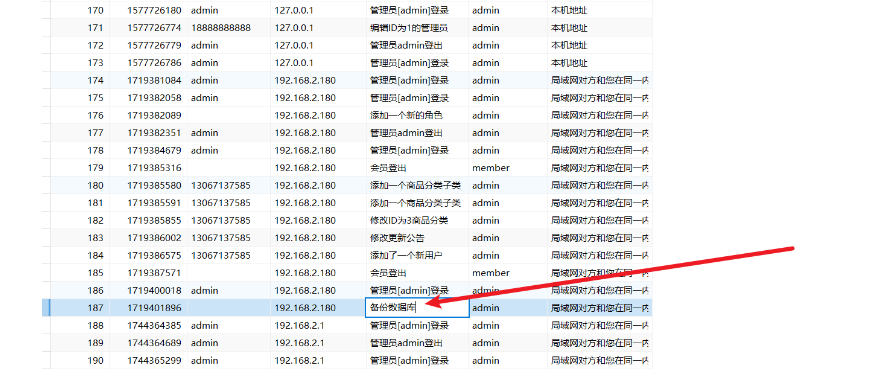 170 1577726180 admin 127.0.0.1 管理员[admin]登录 admin 本机地址
171 1577726774 18888888888 127.0.0.1 编辑ID为1的管理员 admin 本机地址
172 1577726779 admin 127.0.0.1 管理员admin登出 admin 本机地址
173 1577726786 admin 127.0.0.1 管理员[admin]登录 admin 本机地址
174 1719381084 admin 192.168.2.180 管理员[admin]登录 admin 局域网对方和您在同一内
175 1719382058 admin 192.168.2.180 管理员[admin]登录 admin 局域网对方和您在同一内
176 1719382089 192.168.2.180 添加一个新的角色 admin 局域网对方和您在同一内
177 1719382351 admin 192.168.2.180 管理员admin登出 admin 局域网对方和您在同一内
178 1719384679 admin 192.168.2.180 管理员[admin]登录 admin 局域网对方和您在同一内
179 1719385316 192.168.2.180 会员登出 member 局域网对方和您在同一内
180 1719385580 13067137585 192.168.2.180 添加一个商品分类子类 admin 局域网对方和您在同一内
181 1719385591 13067137585 192.168.2.180 添加一个商品分类子类 admin 局域网对方和您在同一内
182 1719385855 13067137585 192.168.2.180 修改ID为3商品分类 admin 局域网对方和您在同一内
183 1719386002 13067137585 192.168.2.180 修改更新公告 admin 局域网对方和您在同一内
184 1719386575 13067137585 192.168.2.180 添加了一个新用户 admin 局域网对方和您在同一内
185 1719387571 192.168.2.180 会员登出 member 局域网对方和您在同一内
186 1719400018 admin 192.168.2.180 管理员[admin]登录 admin 局域网对方和您在同一内
187 1719401896 192.168.2.180 备份数据库 admin 局域网对方和您在同一内
188 1744364385 admin 192.168.2.1 管理员[admin]登录 admin 局域网对方和您在同一内
189 1744364689 admin 192.168.2.1 管理员admin登出 admin 局域网对方和您在同一内
190 1744365299 admin 192.168.2.1 管理员[admin]登录 admin 局域网对方和您在同一内